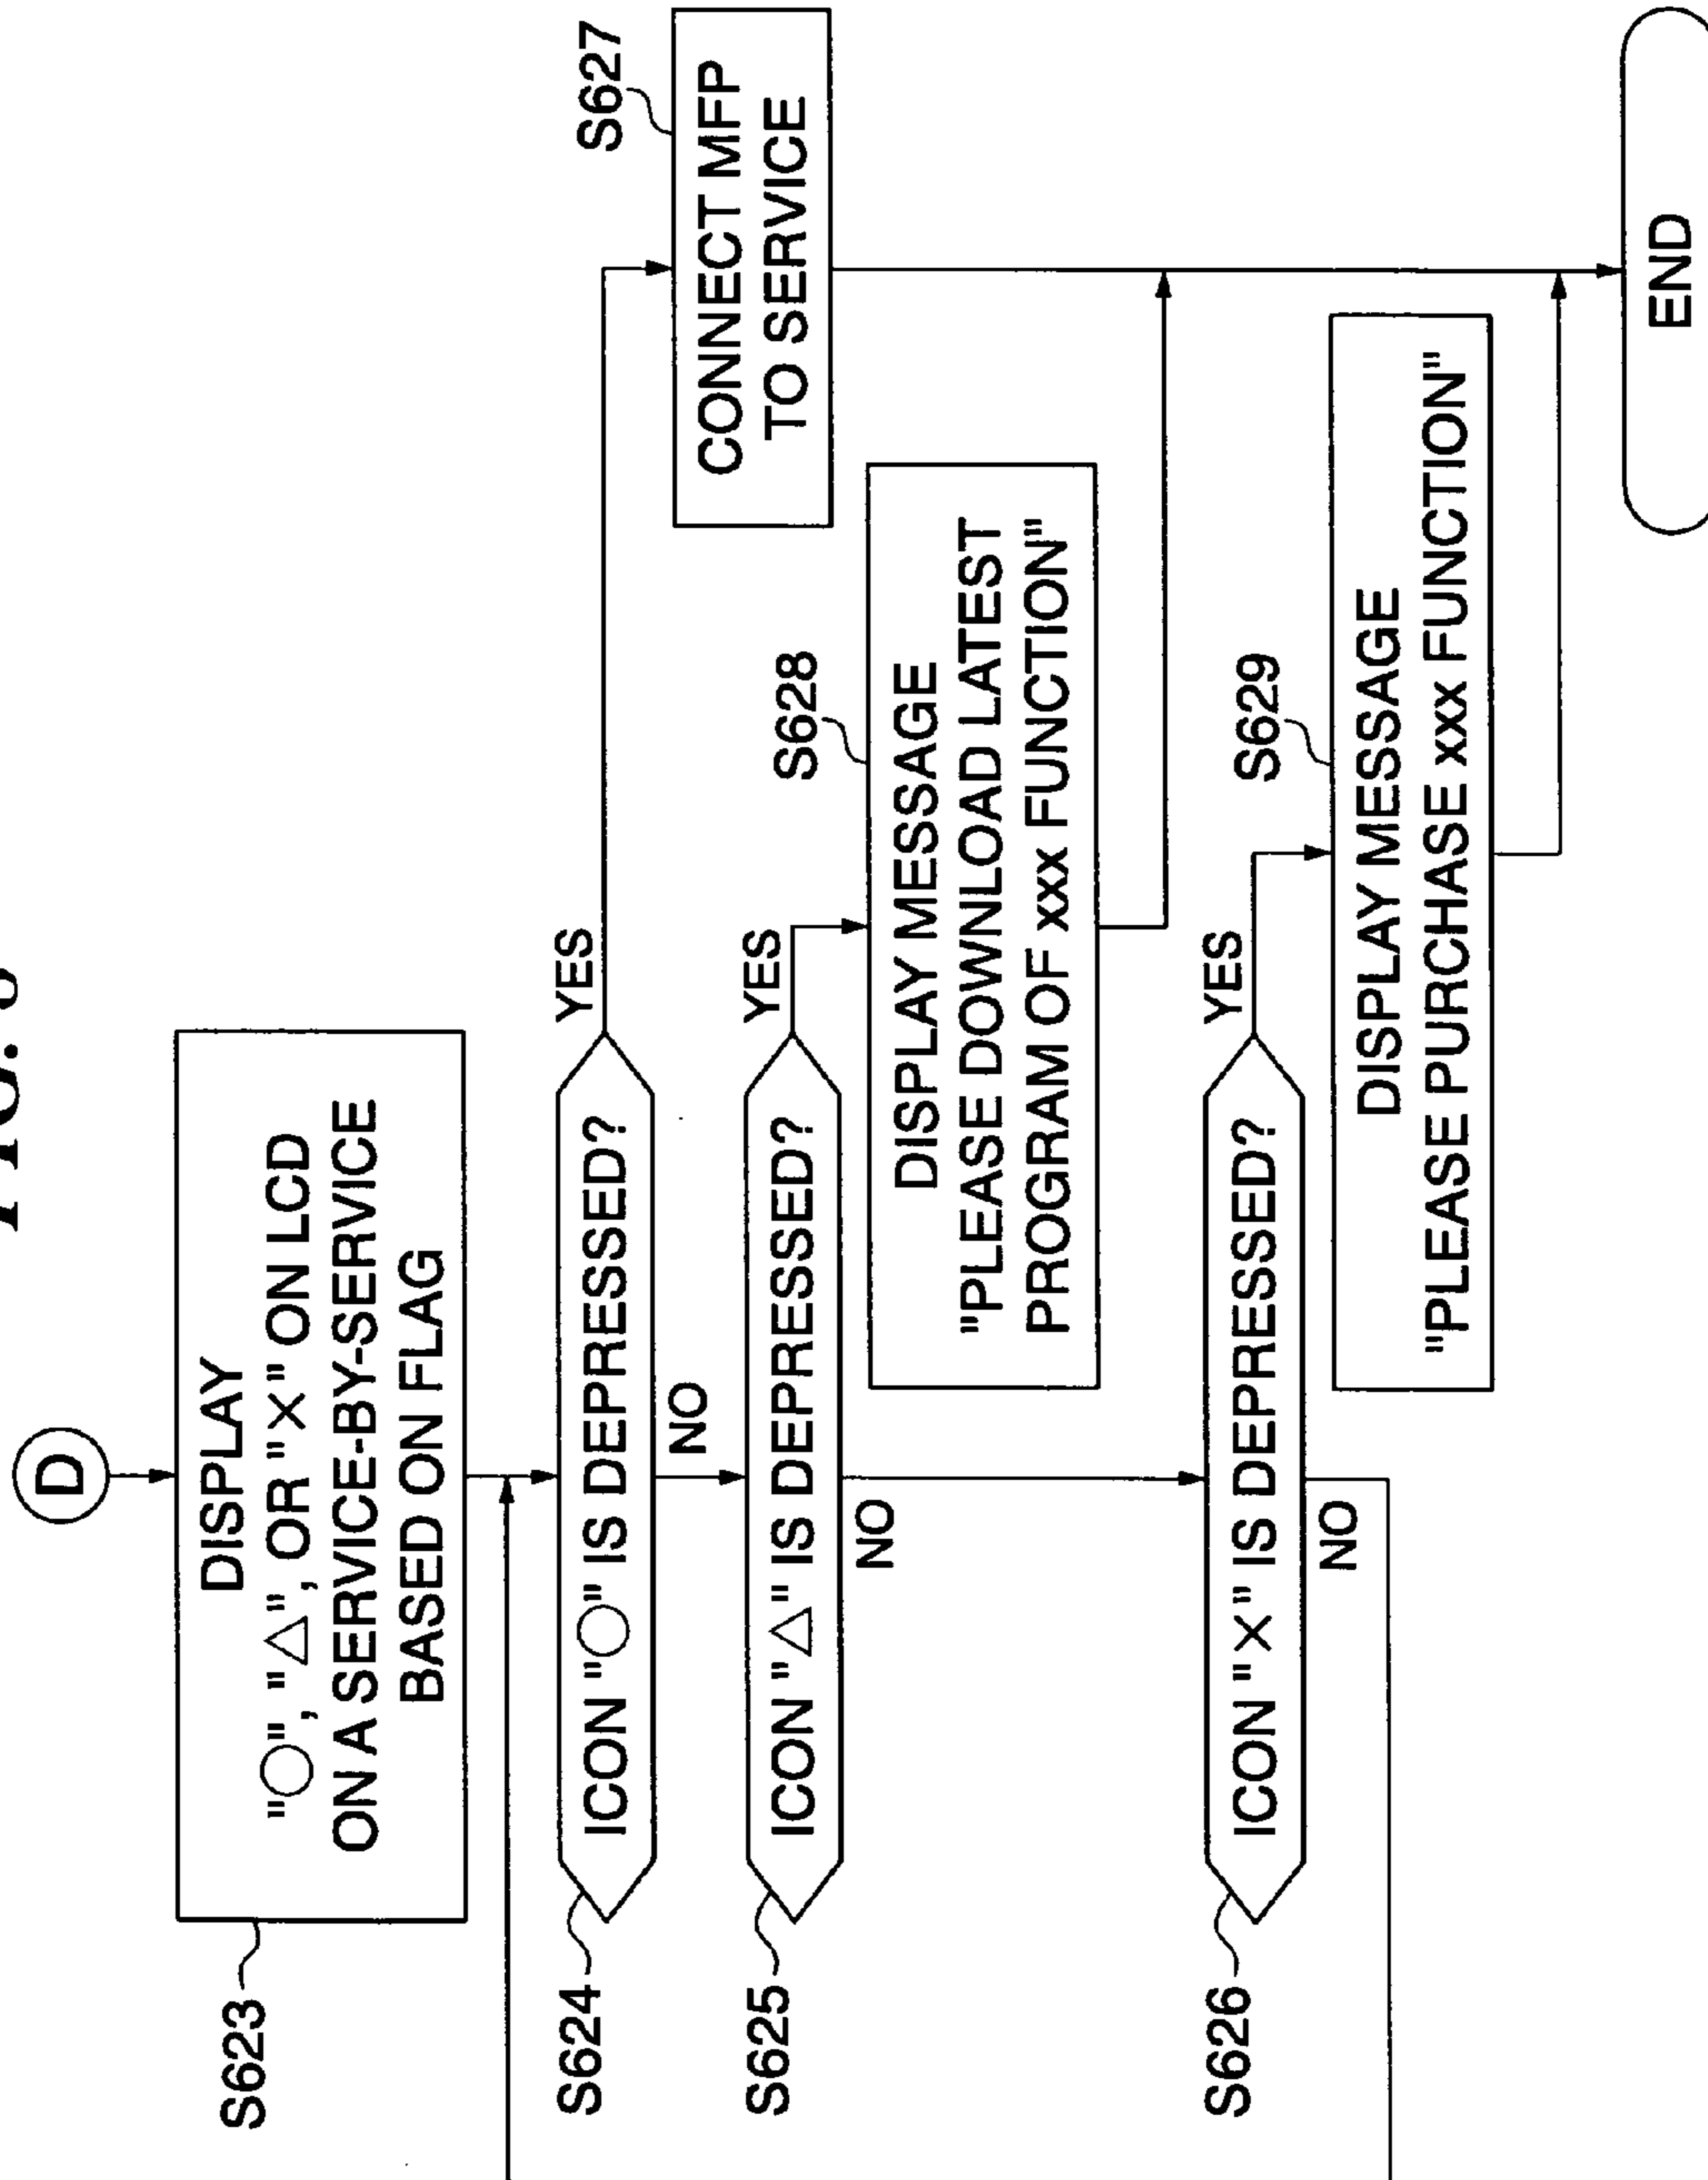 D
S623
DISPLAY
"○", "△", OR "×" ON LCD
ON A SERVICE-BY-SERVICE
BASED ON FLAG
S624
ICON "○" IS DEPRESSED?
YES
NO
S627
CONNECT MFP
TO SERVICE
S625
ICON "△" IS DEPRESSED?
YES
NO
S628
DISPLAY MESSAGE
"PLEASE DOWNLOAD LATEST
PROGRAM OF xxx FUNCTION"
S626
ICON "×" IS DEPRESSED?
YES
NO
S629
DISPLAY MESSAGE
"PLEASE PURCHASE xxx FUNCTION"
END